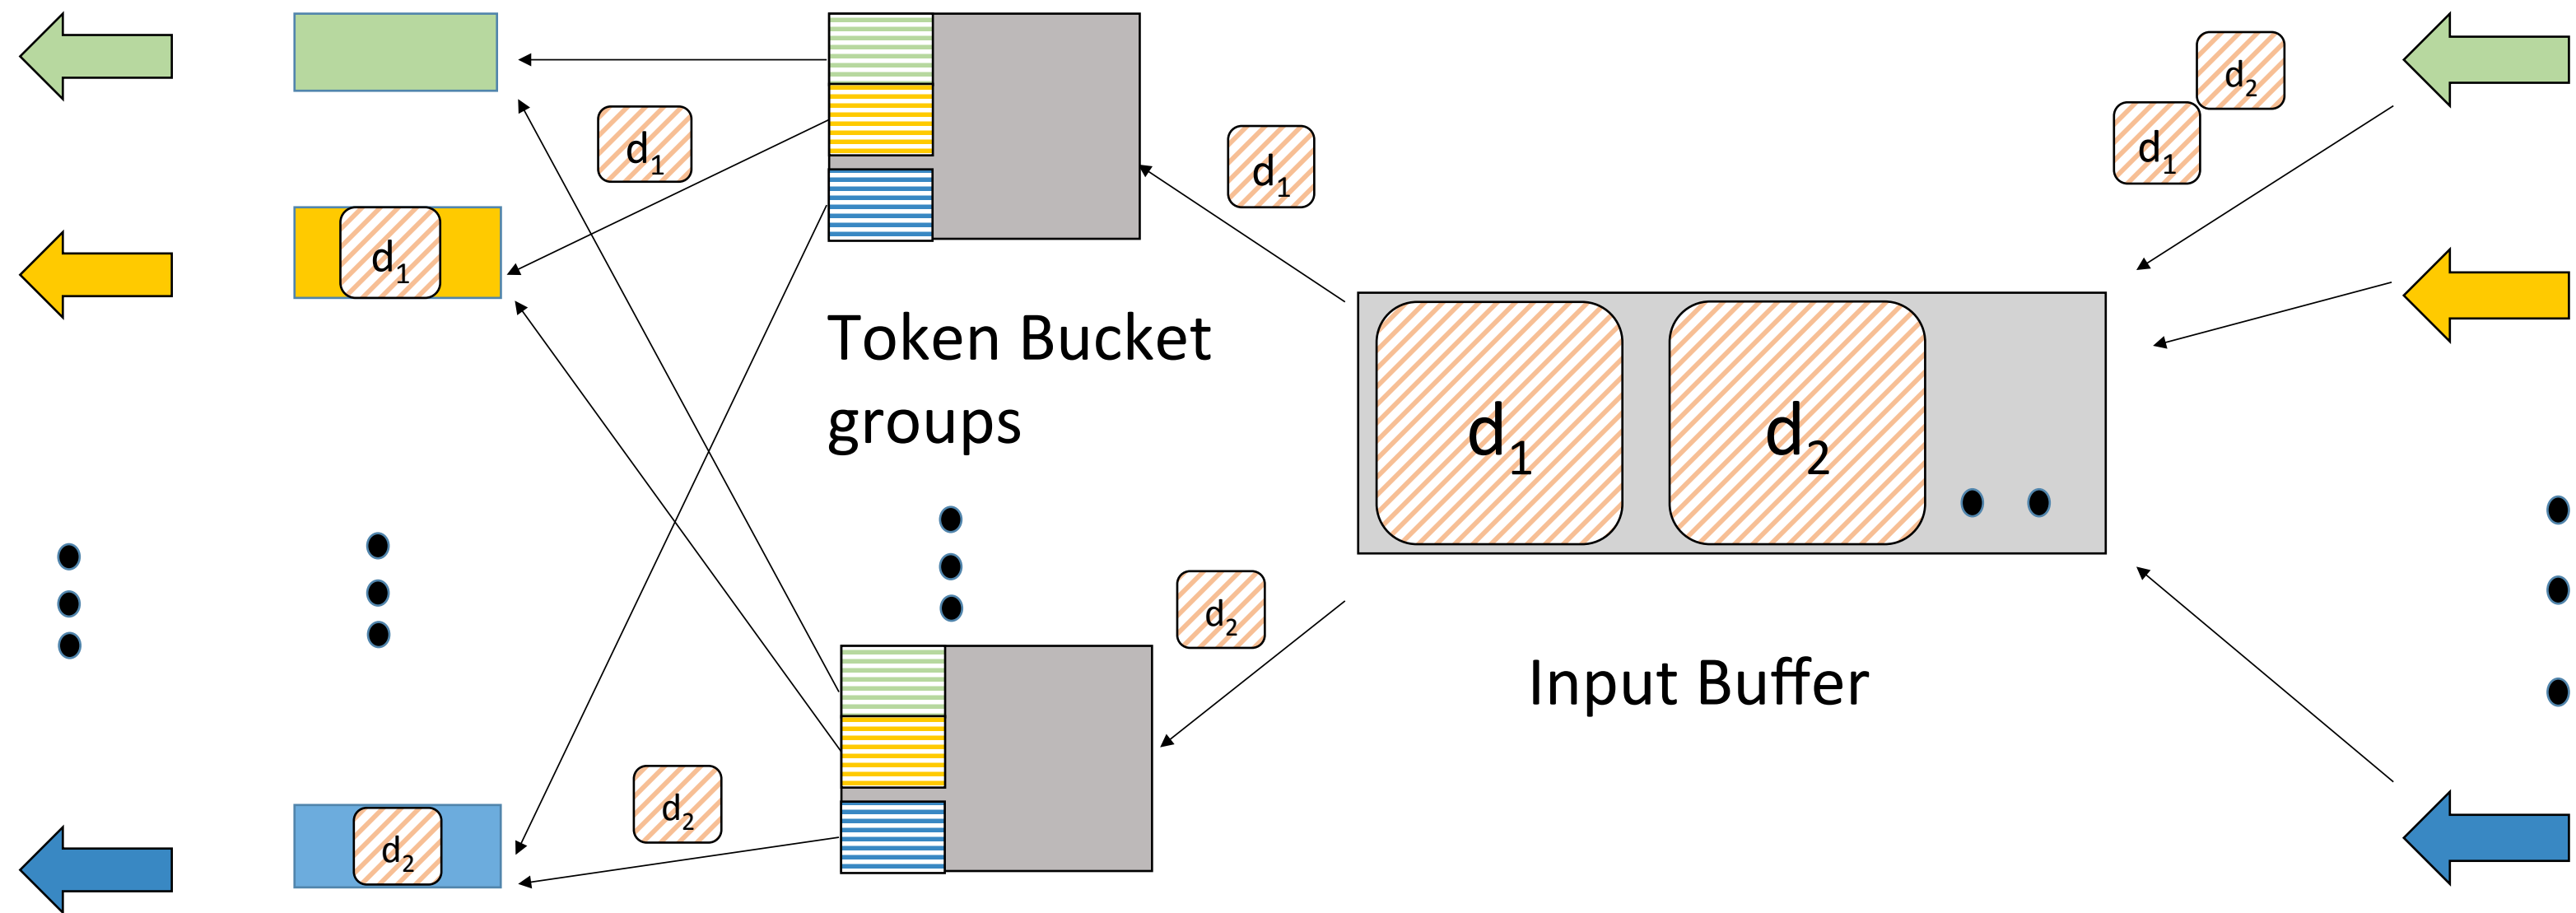 d₂
d₁
d₁
d₁
d₁
Token Bucket
groups
d₁
d₂
d₂
Input Buffer
d₂
d₂